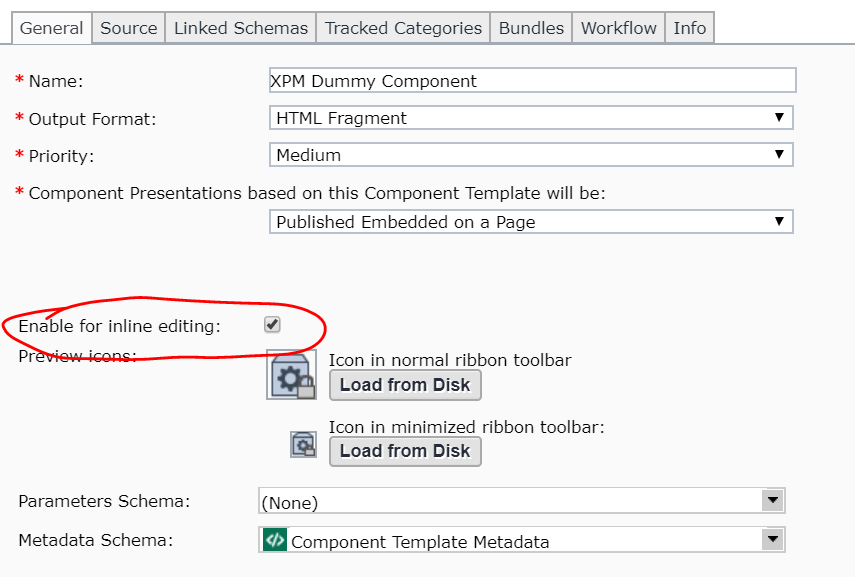 General Source Linked Schemas Tracked Categories Bundles Workflow Info
* Name: XPM Dummy Component
* Output Format: HTML Fragment
* Priority: Medium
* Component Presentations based on this Component Template will be:
Published Embedded on a Page
Enable for inline editing:
Preview icons: Icon in normal ribbon toolbar
Load from Disk
Icon in minimized ribbon toolbar:
Load from Disk
Parameters Schema: (None)
Metadata Schema: Component Template Metadata